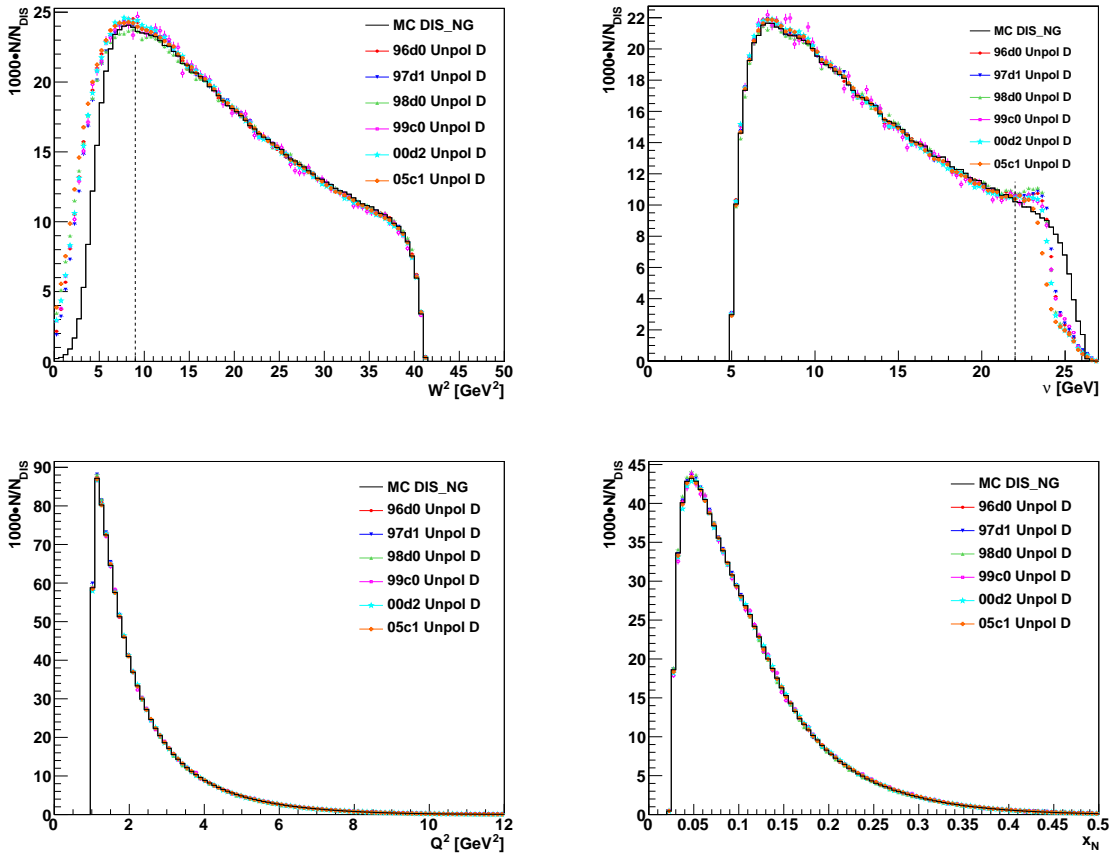 1000•N/N_DIS
25
20
15
10
5
0
MC DIS_NG
96d0 Unpol D
97d1 Unpol D
98d0 Unpol D
99c0 Unpol D
00d2 Unpol D
05c1 Unpol D
0 5 10 15 20 25 30 35 40 45 50
W² [GeV²]
1000•N/N_DIS
22
20
18
16
14
12
10
8
6
4
2
0
MC DIS_NG
96d0 Unpol D
97d1 Unpol D
98d0 Unpol D
99c0 Unpol D
00d2 Unpol D
05c1 Unpol D
0 5 10 15 20 25
ν [GeV]
1000•N/N_DIS
90
80
70
60
50
40
30
20
10
0
MC DIS_NG
96d0 Unpol D
97d1 Unpol D
98d0 Unpol D
99c0 Unpol D
00d2 Unpol D
05c1 Unpol D
0 2 4 6 8 10 12
Q² [GeV²]
1000•N/N_DIS
45
40
35
30
25
20
15
10
5
0
MC DIS_NG
96d0 Unpol D
97d1 Unpol D
98d0 Unpol D
99c0 Unpol D
00d2 Unpol D
05c1 Unpol D
0 0.05 0.1 0.15 0.2 0.25 0.3 0.35 0.4 0.45 0.5
x_N